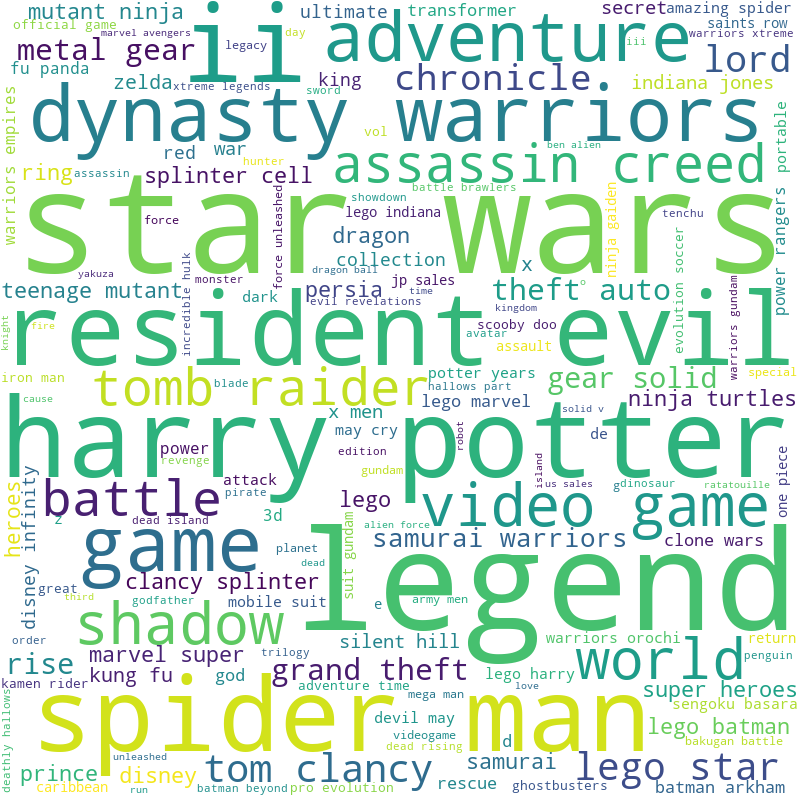 mutant ninja
ii
ultimate
transformer
secret
amazing spider
official game
marvel avengers
legacy
day
adventure
iii
saints row
warriors xtreme
metal gear
fu panda
zelda
xtreme legends
king
sword
chronicle
lord
indiana jones
warriors empires
dynasty warriors
portable
red
war
hunter
vol
ben alien
ring
assassin
splinter cell
assassin creed
battle brawlers
showdown
star wars
force
force unleashed
lego indiana
tenchu
ninja gaiden
dragon
collection
x
evolution soccer
power rangers
yakuza
incredible hulk
monster
dragon ball
jp sales
teenage mutant
dark
persia
time
evil revelations
theft auto
o
warriors gundam
knight
fire
resident evil
kingdom
scooby doo
avatar
assault
iron man
tomb raider
blade
potter years
hallows part
gear solid
special
cause
x men
lego marvel
solid v
ninja turtles
harry potter
may cry
de
power
revenge
edition
robot
attack
gundam
island
us sales
g
dinosaur
ratatouille
one piece
battle
pirate
lego
video game
heroes
disney infinity
2
dead island
3d
alien force
game
planet
suit gundam
samurai warriors
clone wars
dead
great
clancy splinter
legend
third
godfather
mobile suit
e
army men
shadow
order
trilogy
silent hill
warriors orochi
return
rise
marvel super
world
penguin
kamen rider
kung fu
god
grand theft
lego harry
adventure time
mega man
love
super heroes
deathly hallows
spider man
devil may
sengoku basara
videogame
lego batman
dead rising
d
bakugan battle
unleashed
prince
disney
tom clancy
samurai
lego star
caribbean
run
batman beyond
pro evolution
rescue
ghostbusters
batman arkham